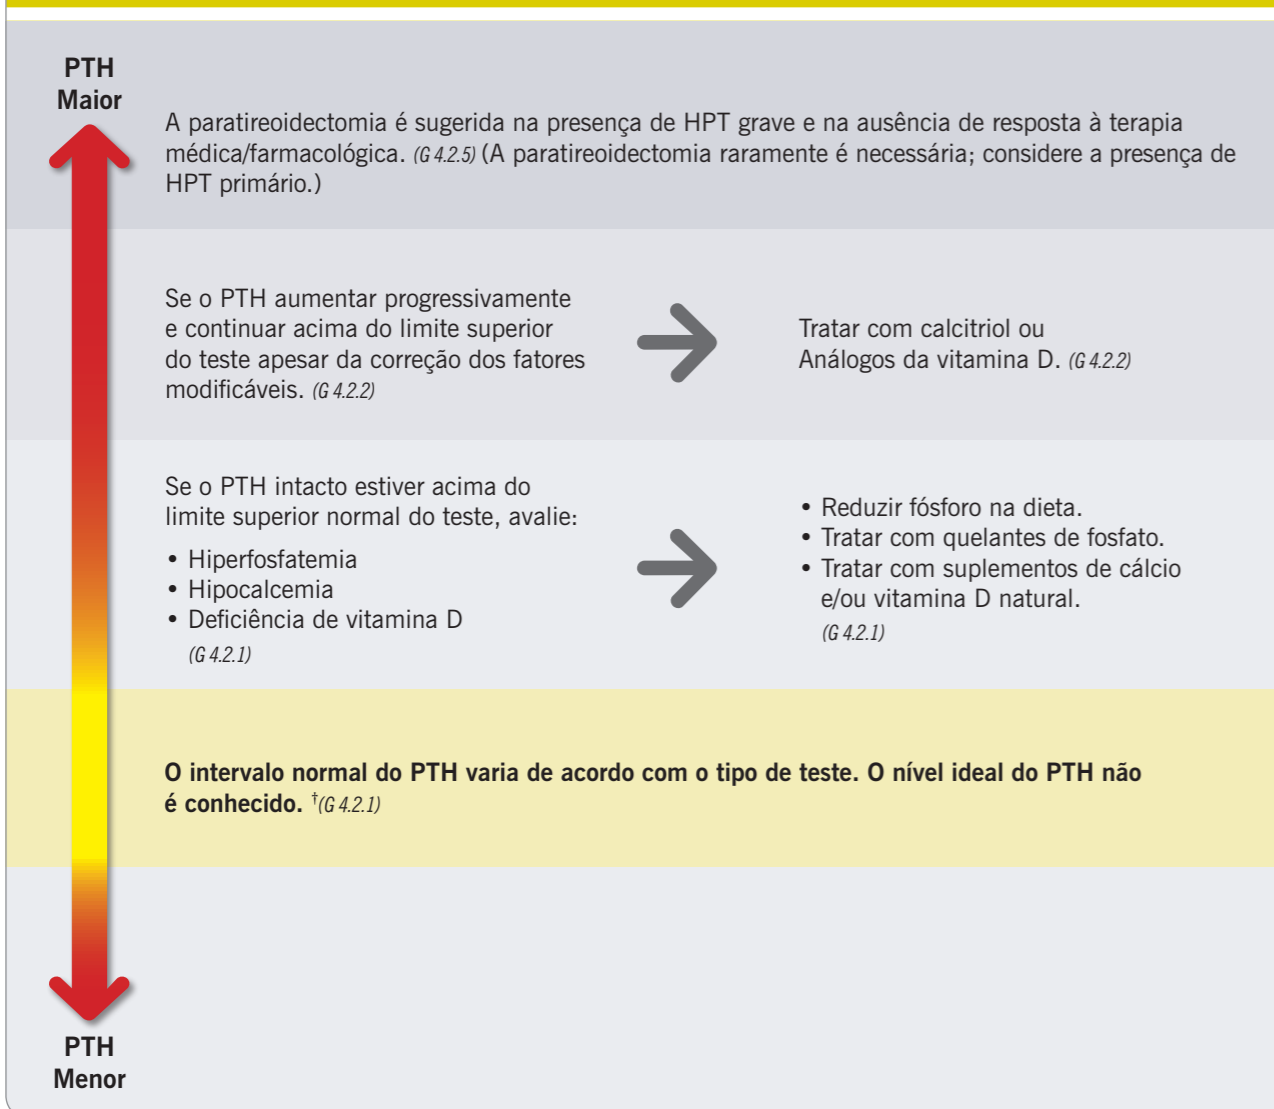 PTH
Maior
A paratireoidectomia é sugerida na presença de HPT grave e na ausência de resposta à terapia
médica/farmacológica. (G 4.2.5) (A paratireoidectomia raramente é necessária; considere a presença de
HPT primário.)
Se o PTH aumentar progressivamente
e continuar acima do limite superior
do teste apesar da correção dos fatores
modificáveis. (G 4.2.2)
Tratar com calcitriol ou
Análogos da vitamina D. (G 4.2.2)
Se o PTH intacto estiver acima do
limite superior normal do teste, avalie:
• Hiperfosfatemia
• Hipocalcemia
• Deficiência de vitamina D
(G 4.2.1)
• Reduzir fósforo na dieta.
• Tratar com quelantes de fosfato.
• Tratar com suplementos de cálcio
e/ou vitamina D natural.
(G 4.2.1)
O intervalo normal do PTH varia de acordo com o tipo de teste. O nível ideal do PTH não
é conhecido. †(G 4.2.1)
PTH
Menor